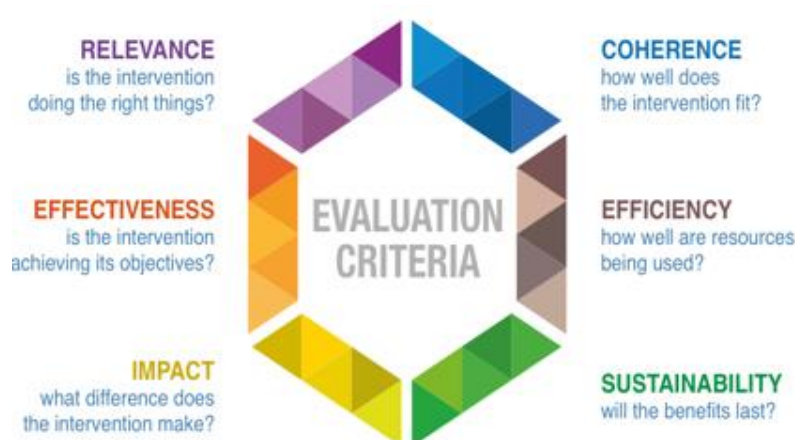 RELEVANCE
is the intervention
doing the right things?
COHERENCE
how well does
the intervention fit?
EFFECTIVENESS
is the intervention
achieving its objectives?
EVALUATION
CRITERIA
EFFICIENCY
how well are resources
being used?
IMPACT
what difference does
the intervention make?
SUSTAINABILITY
will the benefits last?